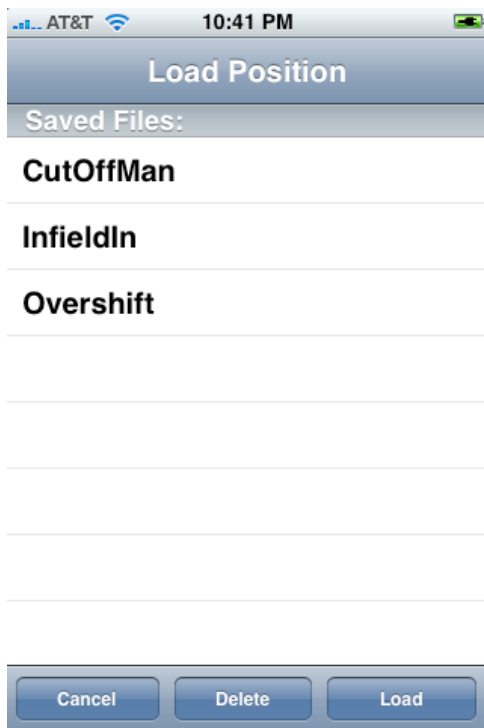 AT&T 10:41 PM
Load Position
Saved Files:
CutOffMan
InfieldIn
Overshift
Cancel Delete Load